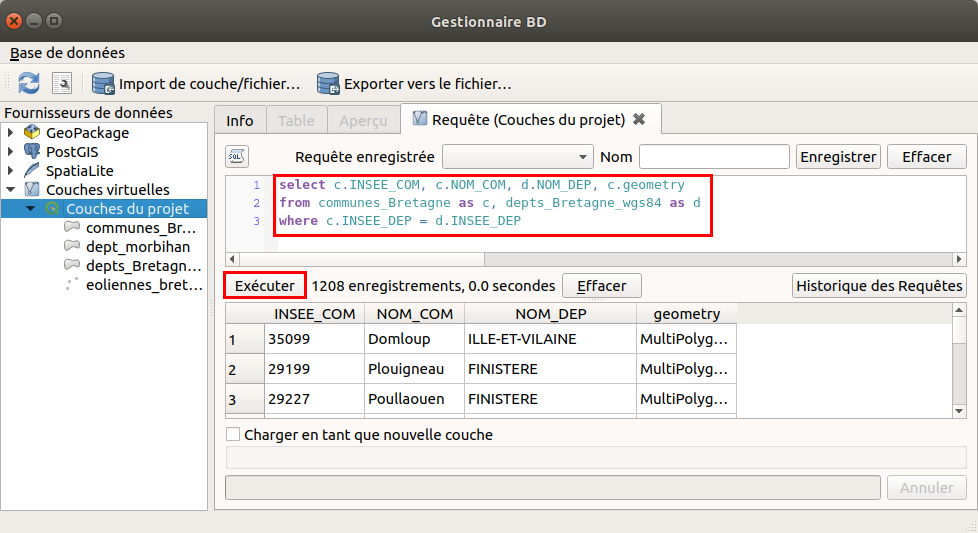 Gestionnaire BD
Base de données
Import de couche/fichier… Exporter vers le fichier…
Fournisseurs de données
GeoPackage
PostGIS
SpatiaLite
Couches virtuelles
Couches du projet
communes_Br…
dept_morbihan
depts_Bretagn…
eoliennes_bret…
Info Table Aperçu Requête (Couches du projet)
SQL Requête enregistrée Nom Enregistrer Effacer
1 select c.INSEE_COM, c.NOM_COM, d.NOM_DEP, c.geometry
2 from communes_Bretagne as c, depts_Bretagne_wgs84 as d
3 where c.INSEE_DEP = d.INSEE_DEP
Exécuter 1208 enregistrements, 0.0 secondes Effacer Historique des Requêtes
INSEE_COM NOM_COM NOM_DEP geometry
1 35099 Domloup ILLE-ET-VILAINE MultiPolyg…
2 29199 Plouigneau FINISTERE MultiPolyg…
3 29227 Poullaouen FINISTERE MultiPolyg…
Charger en tant que nouvelle couche
Annuler